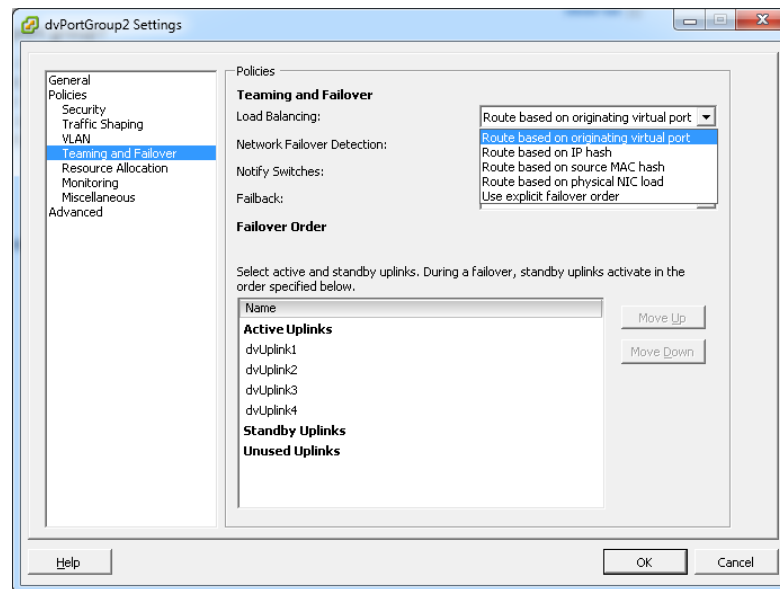 dvPortGroup2 Settings
General
Policies
Security
Traffic Shaping
VLAN
Teaming and Failover
Resource Allocation
Monitoring
Miscellaneous
Advanced
Policies
Teaming and Failover
Load Balancing:
Route based on originating virtual port
Route based on originating virtual port
Route based on IP hash
Route based on source MAC hash
Route based on physical NIC load
Use explicit failover order
Network Failover Detection:
Notify Switches:
Failback:
Failover Order
Select active and standby uplinks. During a failover, standby uplinks activate in the
order specified below.
Name
Active Uplinks
dvUplink1
dvUplink2
dvUplink3
dvUplink4
Standby Uplinks
Unused Uplinks
Move Up
Move Down
Help
OK
Cancel